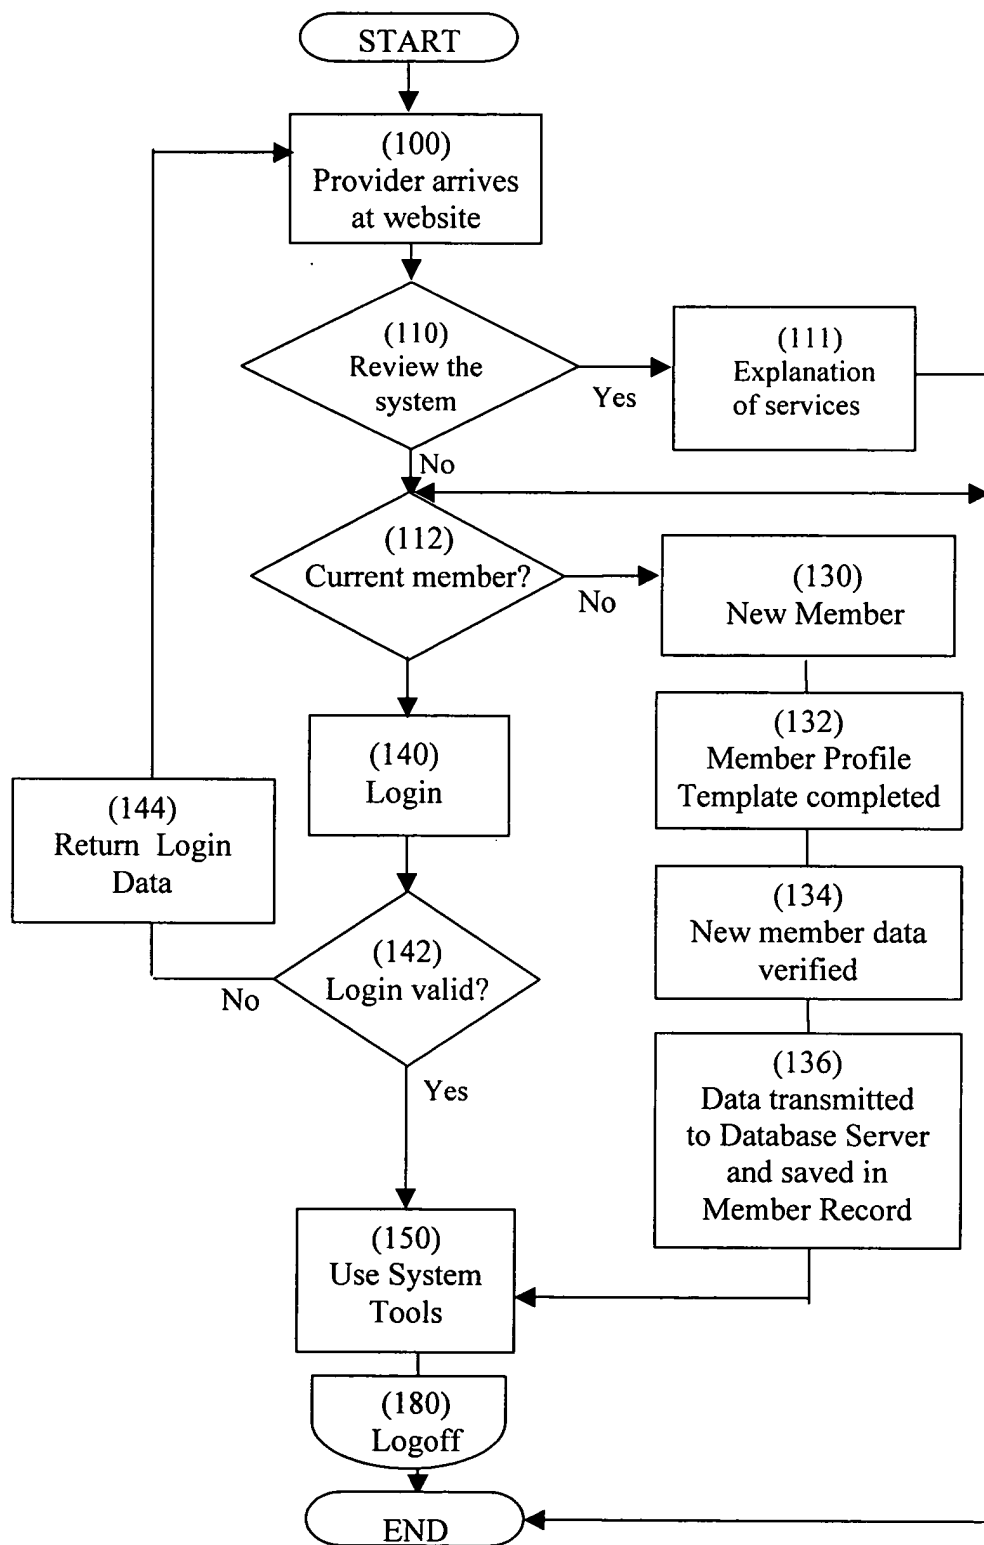 START
(100)
Provider arrives
at website
(110)
Review the
system
Yes
(111)
Explanation
of services
No
(112)
Current member?
No
(130)
New Member
(140)
Login
(132)
Member Profile
Template completed
(144)
Return Login
Data
(134)
New member data
verified
(142)
Login valid?
No
Yes
(136)
Data transmitted
to Database Server
and saved in
Member Record
(150)
Use System
Tools
(180)
Logoff
END